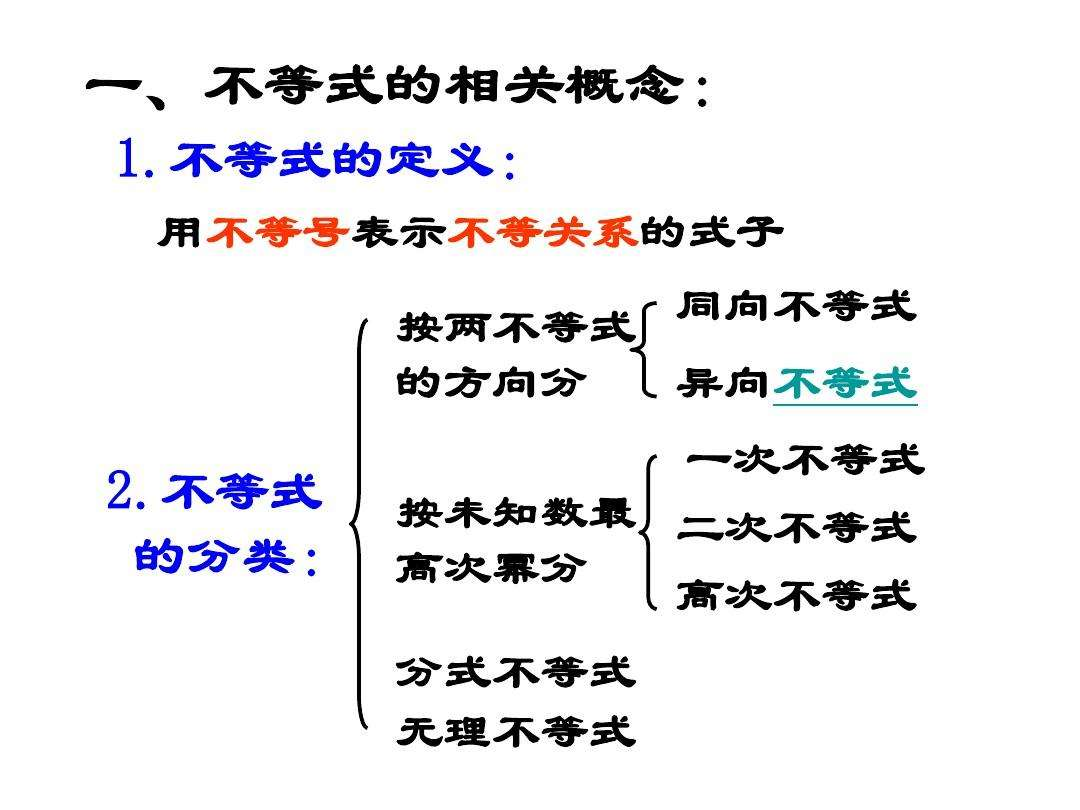 一、不等式的相关概念:
1.不等式的定义:
用不等号表示不等关系的式子
2.不等式
的分类:
按两不等式
的方向分
同向不等式
异向不等式
按未知数最
高次幂分
一次不等式
二次不等式
高次不等式
分式不等式
无理不等式